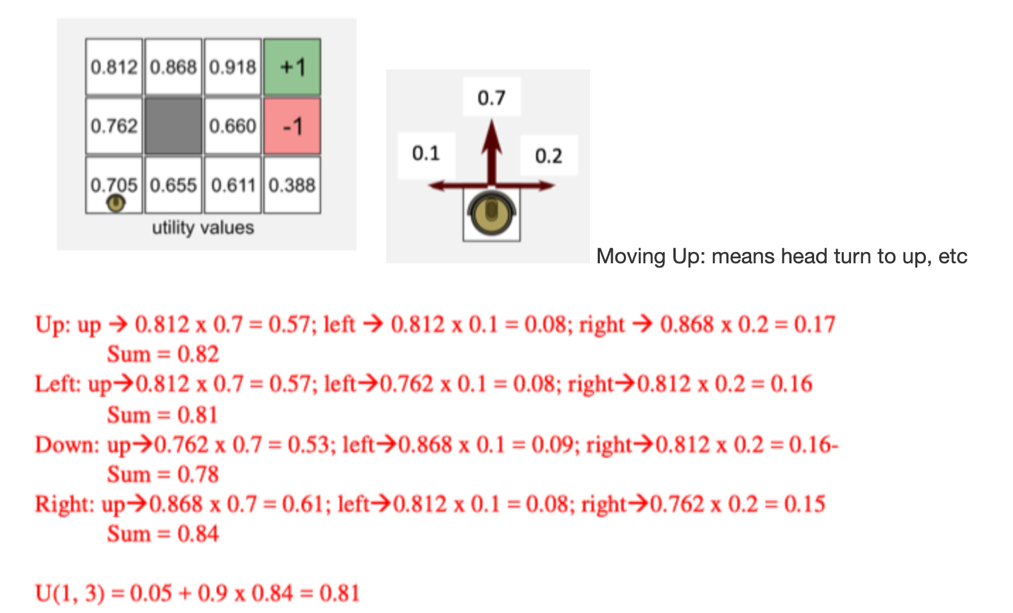 0.812 0.868 0.918 +1
0.762 0.660 -1
0.705 0.655 0.611 0.388
utility values
0.7
0.1 0.2
Moving Up: means head turn to up, etc
Up: up → 0.812 x 0.7 = 0.57; left → 0.812 x 0.1 = 0.08; right → 0.868 x 0.2 = 0.17
Sum = 0.82
Left: up→0.812 x 0.7 = 0.57; left→0.762 x 0.1 = 0.08; right→0.812 x 0.2 = 0.16
Sum = 0.81
Down: up→0.762 x 0.7 = 0.53; left→0.868 x 0.1 = 0.09; right→0.812 x 0.2 = 0.16-
Sum = 0.78
Right: up→0.868 x 0.7 = 0.61; left→0.812 x 0.1 = 0.08; right→0.762 x 0.2 = 0.15
Sum = 0.84
U(1, 3) = 0.05 + 0.9 x 0.84 = 0.81